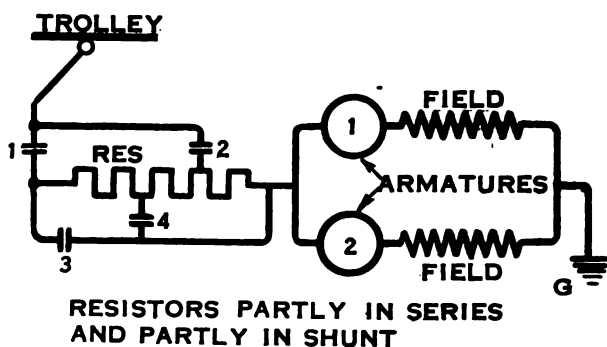 TROLLEY
1
RES
2
4
3
1
FIELD
ARMATURES
2
FIELD
G
RESISTORS PARTLY IN SERIES
AND PARTLY IN SHUNT